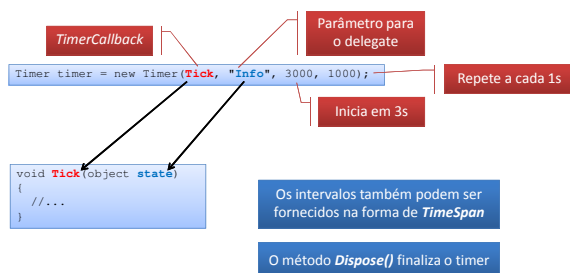 TimerCallback
Parâmetro para
o delegate
Timer timer = new Timer(Tick, "Info", 3000, 1000);
Repete a cada 1s
Inicia em 3s
void Tick(object state)
{
//...
}
Os intervalos também podem ser
fornecidos na forma de TimeSpan
O método Dispose() finaliza o timer